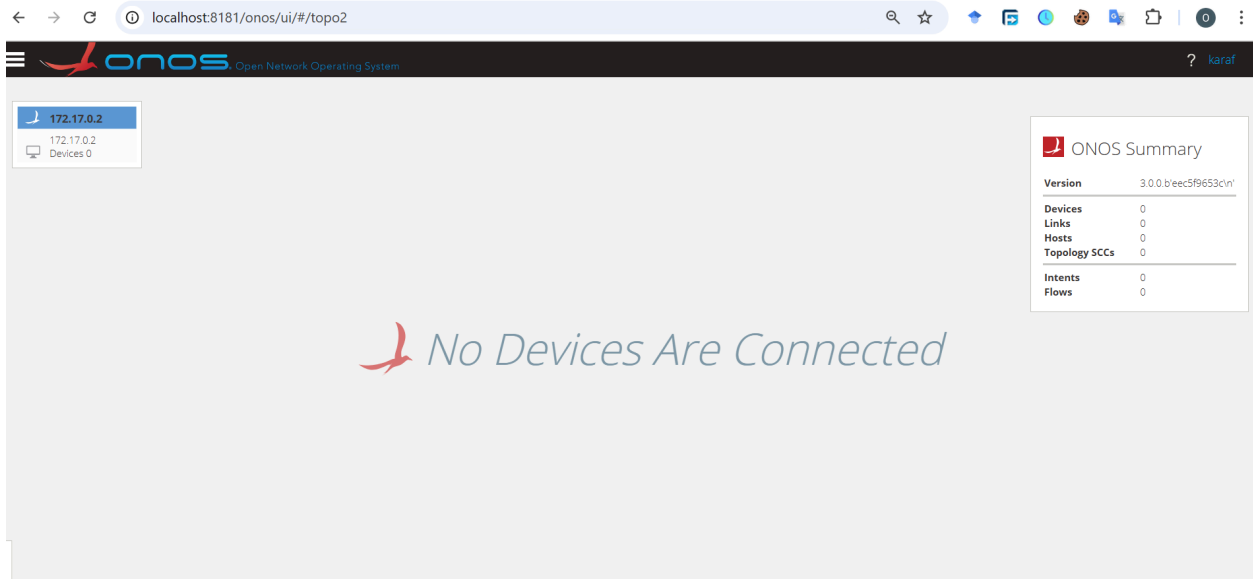 localhost:8181/onos/ui/#/topo2
O
onos. Open Network Operating System
? karaf
172.17.0.2
172.17.0.2
Devices 0
ONOS Summary
Version 3.0.0.b'eec5f9653c\n'
Devices 0
Links 0
Hosts 0
Topology SCCs 0
Intents 0
Flows 0
No Devices Are Connected